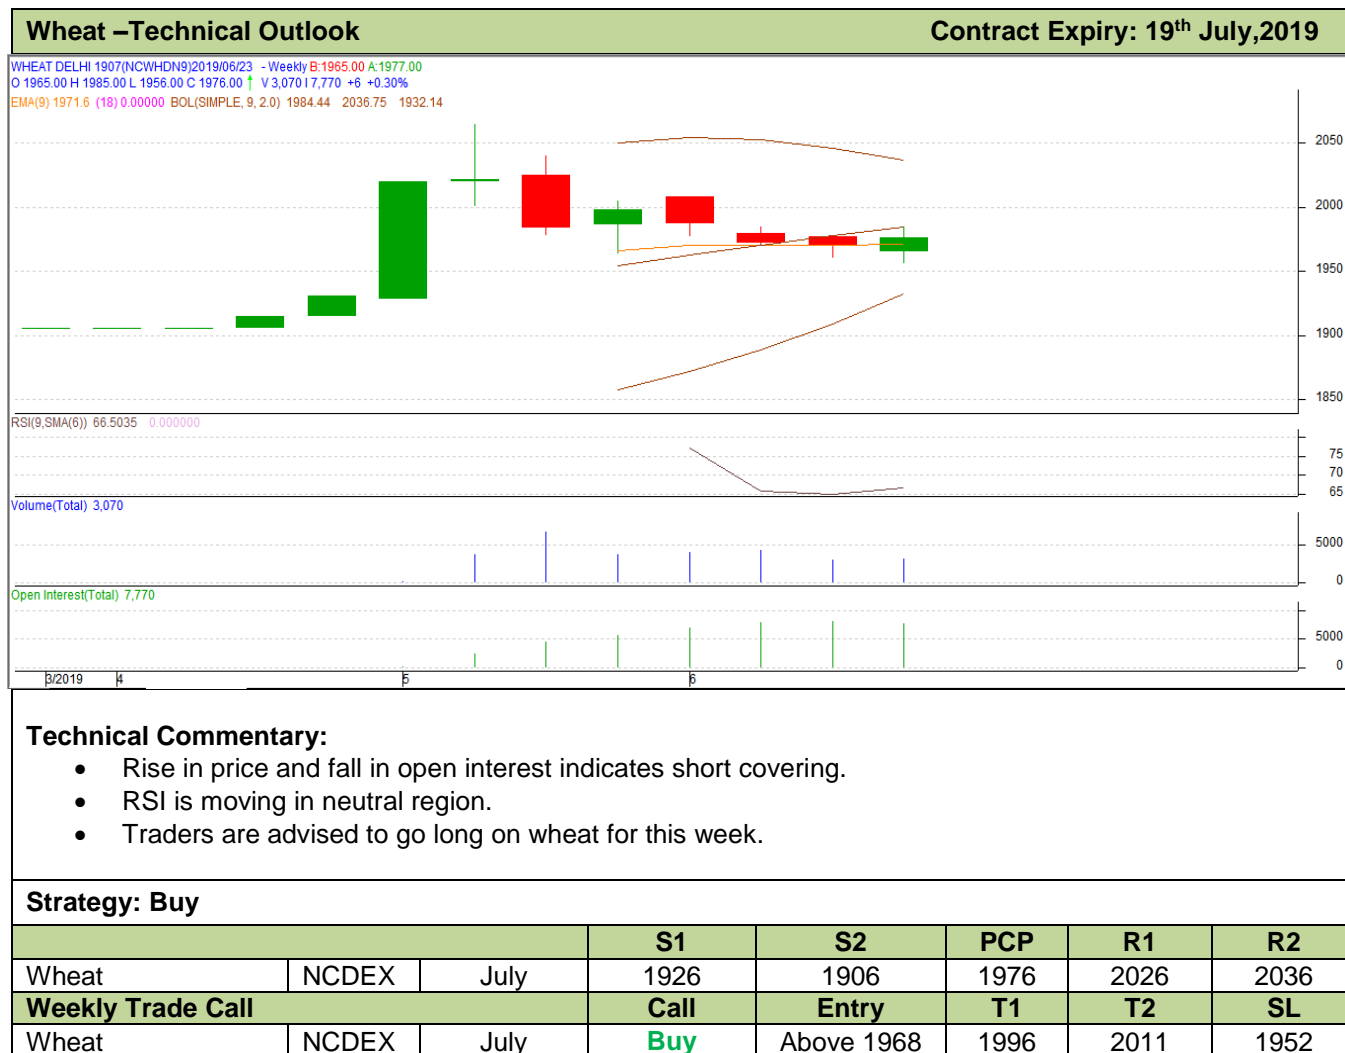 Wheat –Technical Outlook Contract Expiry: 19th July,2019
WHEAT DELHI 1907(NCWHDN9)2019/06/23 - Weekly B:1965.00 A:1977.00
O 1965.00 H 1985.00 L 1956.00 C 1976.00 ↑ V 3,070 I 7,770 +6 +0.30%
EMA(9) 1971.6 (18) 0.00000 BOL(SIMPLE, 9, 2.0) 1984.44 2036.75 1932.14
2050
2000
1950
1900
1850
RSI(9,SMA(6)) 66.5035 0.000000
75
70
65
Volume(Total) 3,070
5000
0
Open Interest(Total) 7,770
5000
0
3/2019 4 5 6
Technical Commentary:
• Rise in price and fall in open interest indicates short covering.
• RSI is moving in neutral region.
• Traders are advised to go long on wheat for this week.
Strategy: Buy
S1 S2 PCP R1 R2
Wheat NCDEX July 1926 1906 1976 2026 2036
Weekly Trade Call Call Entry T1 T2 SL
Wheat NCDEX July Buy Above 1968 1996 2011 1952